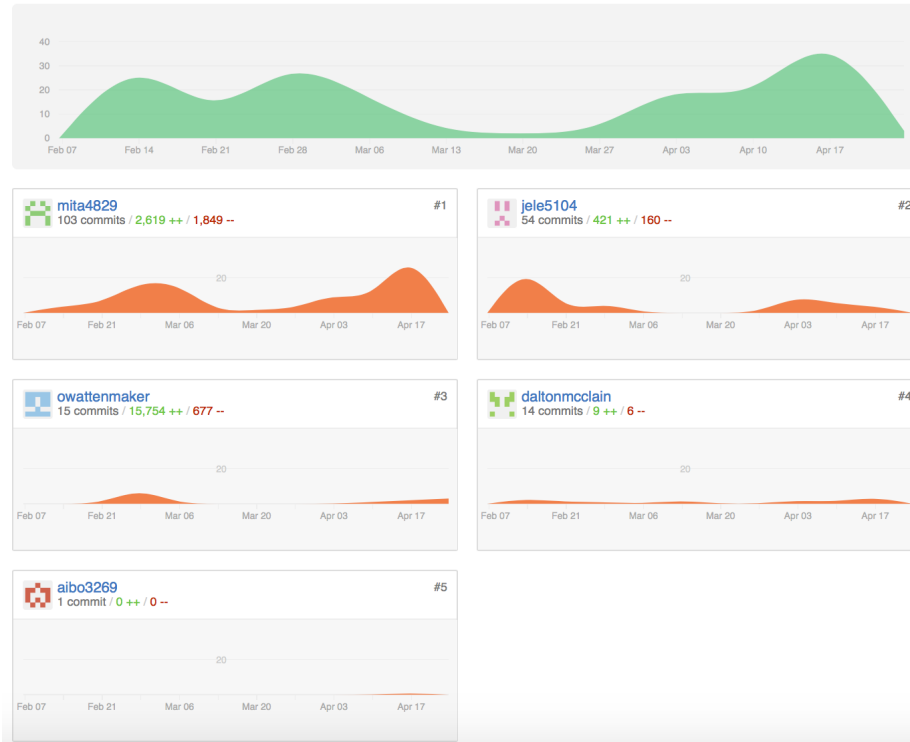 40
30
20
10
0
Feb 07 Feb 14 Feb 21 Feb 28 Mar 06 Mar 13 Mar 20 Mar 27 Apr 03 Apr 10 Apr 17
mita4829 #1
103 commits / 2,619 ++ / 1,849 --
20
Feb 07 Feb 21 Mar 06 Mar 20 Apr 03 Apr 17
jele5104 #2
54 commits / 421 ++ / 160 --
20
Feb 07 Feb 21 Mar 06 Mar 20 Apr 03 Apr 17
owattenmaker #3
15 commits / 15,754 ++ / 677 --
20
Feb 07 Feb 21 Mar 06 Mar 20 Apr 03 Apr 17
daltonmcclain #4
14 commits / 9 ++ / 6 --
20
Feb 07 Feb 21 Mar 06 Mar 20 Apr 03 Apr 17
aibo3269 #5
1 commit / 0 ++ / 0 --
20
Feb 07 Feb 21 Mar 06 Mar 20 Apr 03 Apr 17